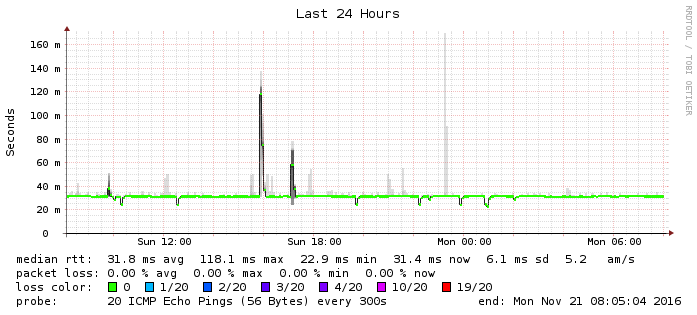 Last 24 Hours
RRDTOOL / TOBI OETIKER
Seconds
160 m
140 m
120 m
100 m
80 m
60 m
40 m
20 m
0
Sun 12:00 Sun 18:00 Mon 00:00 Mon 06:00
median rtt: 31.8 ms avg 118.1 ms max 22.9 ms min 31.4 ms now 6.1 ms sd 5.2 am/s
packet loss: 0.00 % avg 0.00 % max 0.00 % min 0.00 % now
loss color: 0 1/20 2/20 3/20 4/20 10/20 19/20
probe: 20 ICMP Echo Pings (56 Bytes) every 300s end: Mon Nov 21 08:05:04 2016